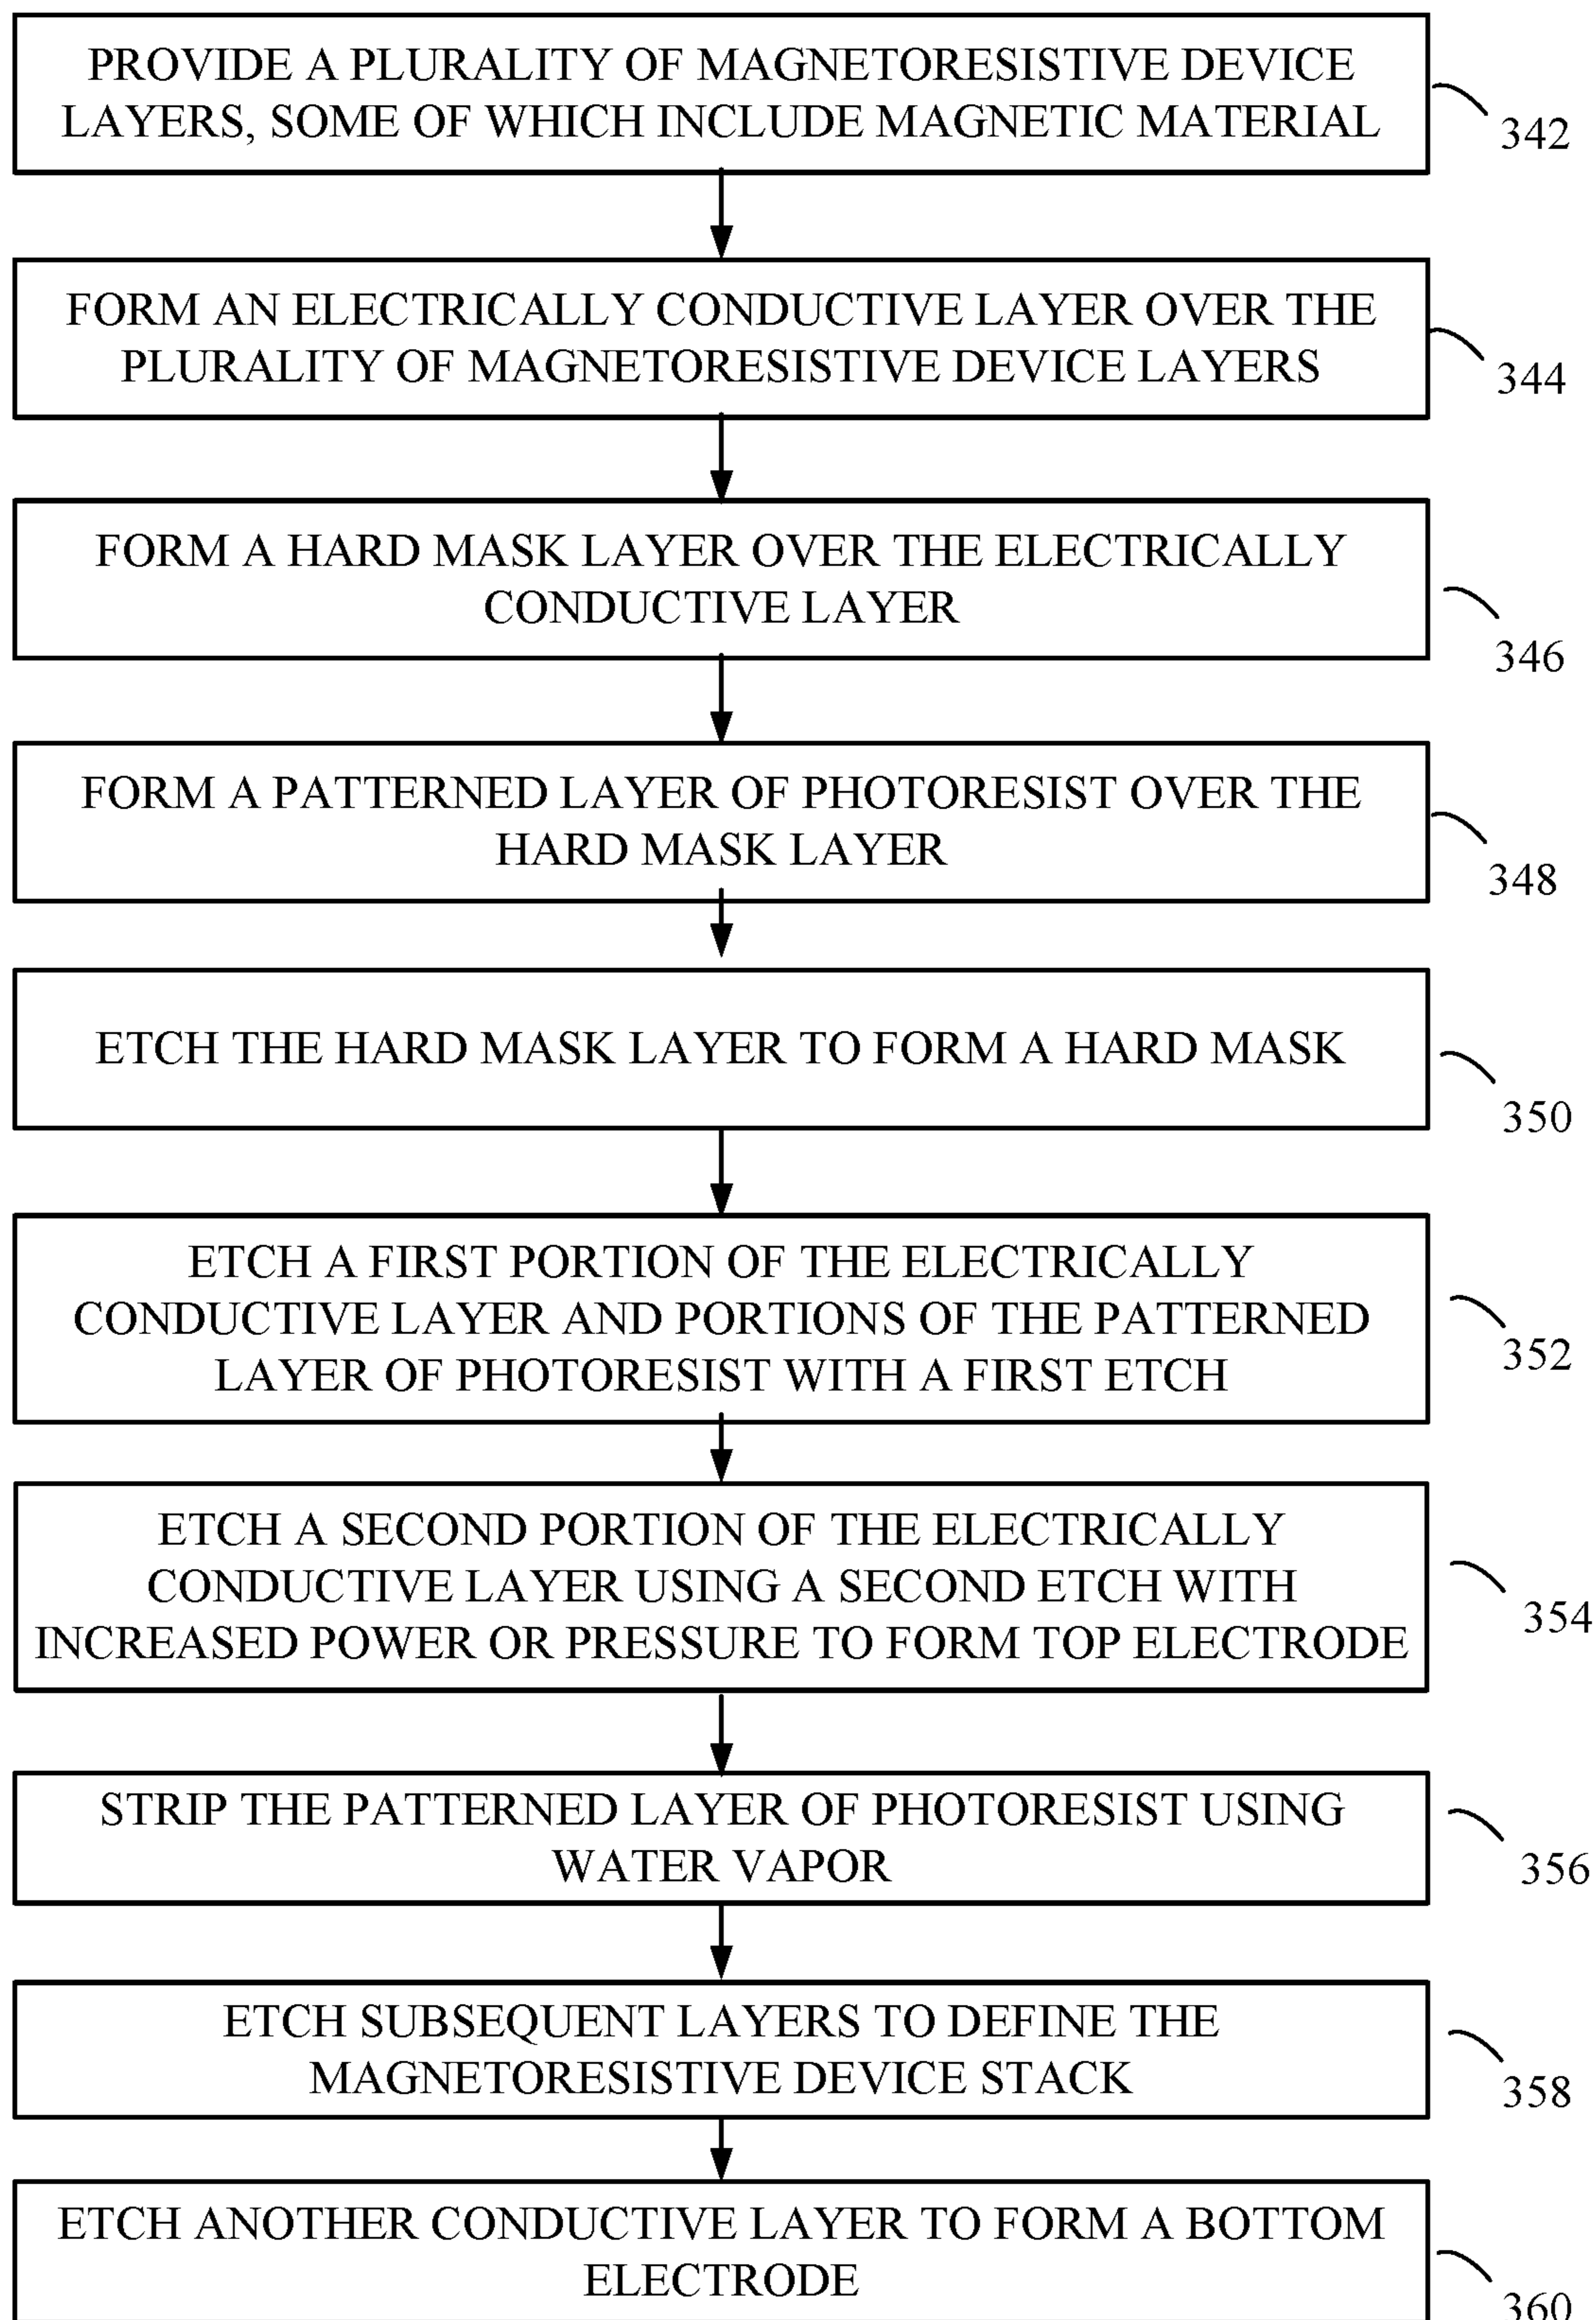 PROVIDE A PLURALITY OF MAGNETORESISTIVE DEVICE
LAYERS, SOME OF WHICH INCLUDE MAGNETIC MATERIAL
342
FORM AN ELECTRICALLY CONDUCTIVE LAYER OVER THE
PLURALITY OF MAGNETORESISTIVE DEVICE LAYERS
344
FORM A HARD MASK LAYER OVER THE ELECTRICALLY
CONDUCTIVE LAYER
346
FORM A PATTERNED LAYER OF PHOTORESIST OVER THE
HARD MASK LAYER
348
ETCH THE HARD MASK LAYER TO FORM A HARD MASK
350
ETCH A FIRST PORTION OF THE ELECTRICALLY
CONDUCTIVE LAYER AND PORTIONS OF THE PATTERNED
LAYER OF PHOTORESIST WITH A FIRST ETCH
352
ETCH A SECOND PORTION OF THE ELECTRICALLY
CONDUCTIVE LAYER USING A SECOND ETCH WITH
INCREASED POWER OR PRESSURE TO FORM TOP ELECTRODE
354
STRIP THE PATTERNED LAYER OF PHOTORESIST USING
WATER VAPOR
356
ETCH SUBSEQUENT LAYERS TO DEFINE THE
MAGNETORESISTIVE DEVICE STACK
358
ETCH ANOTHER CONDUCTIVE LAYER TO FORM A BOTTOM
ELECTRODE
360